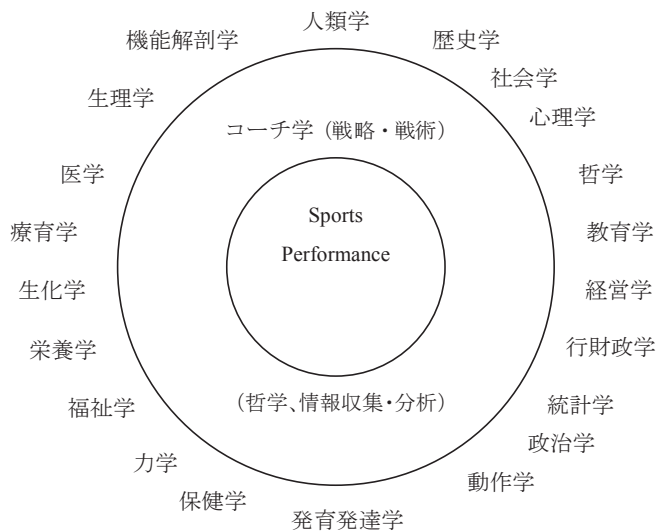 人類学
機能解剖学
歴史学
社会学
生理学
心理学
コーチ学（戦略・戦術）
医学
哲学
Sports
Performance
療育学
教育学
生化学
経営学
栄養学
行財政学
福祉学
（哲学、情報収集・分析）
統計学
政治学
力学
動作学
保健学
発育発達学